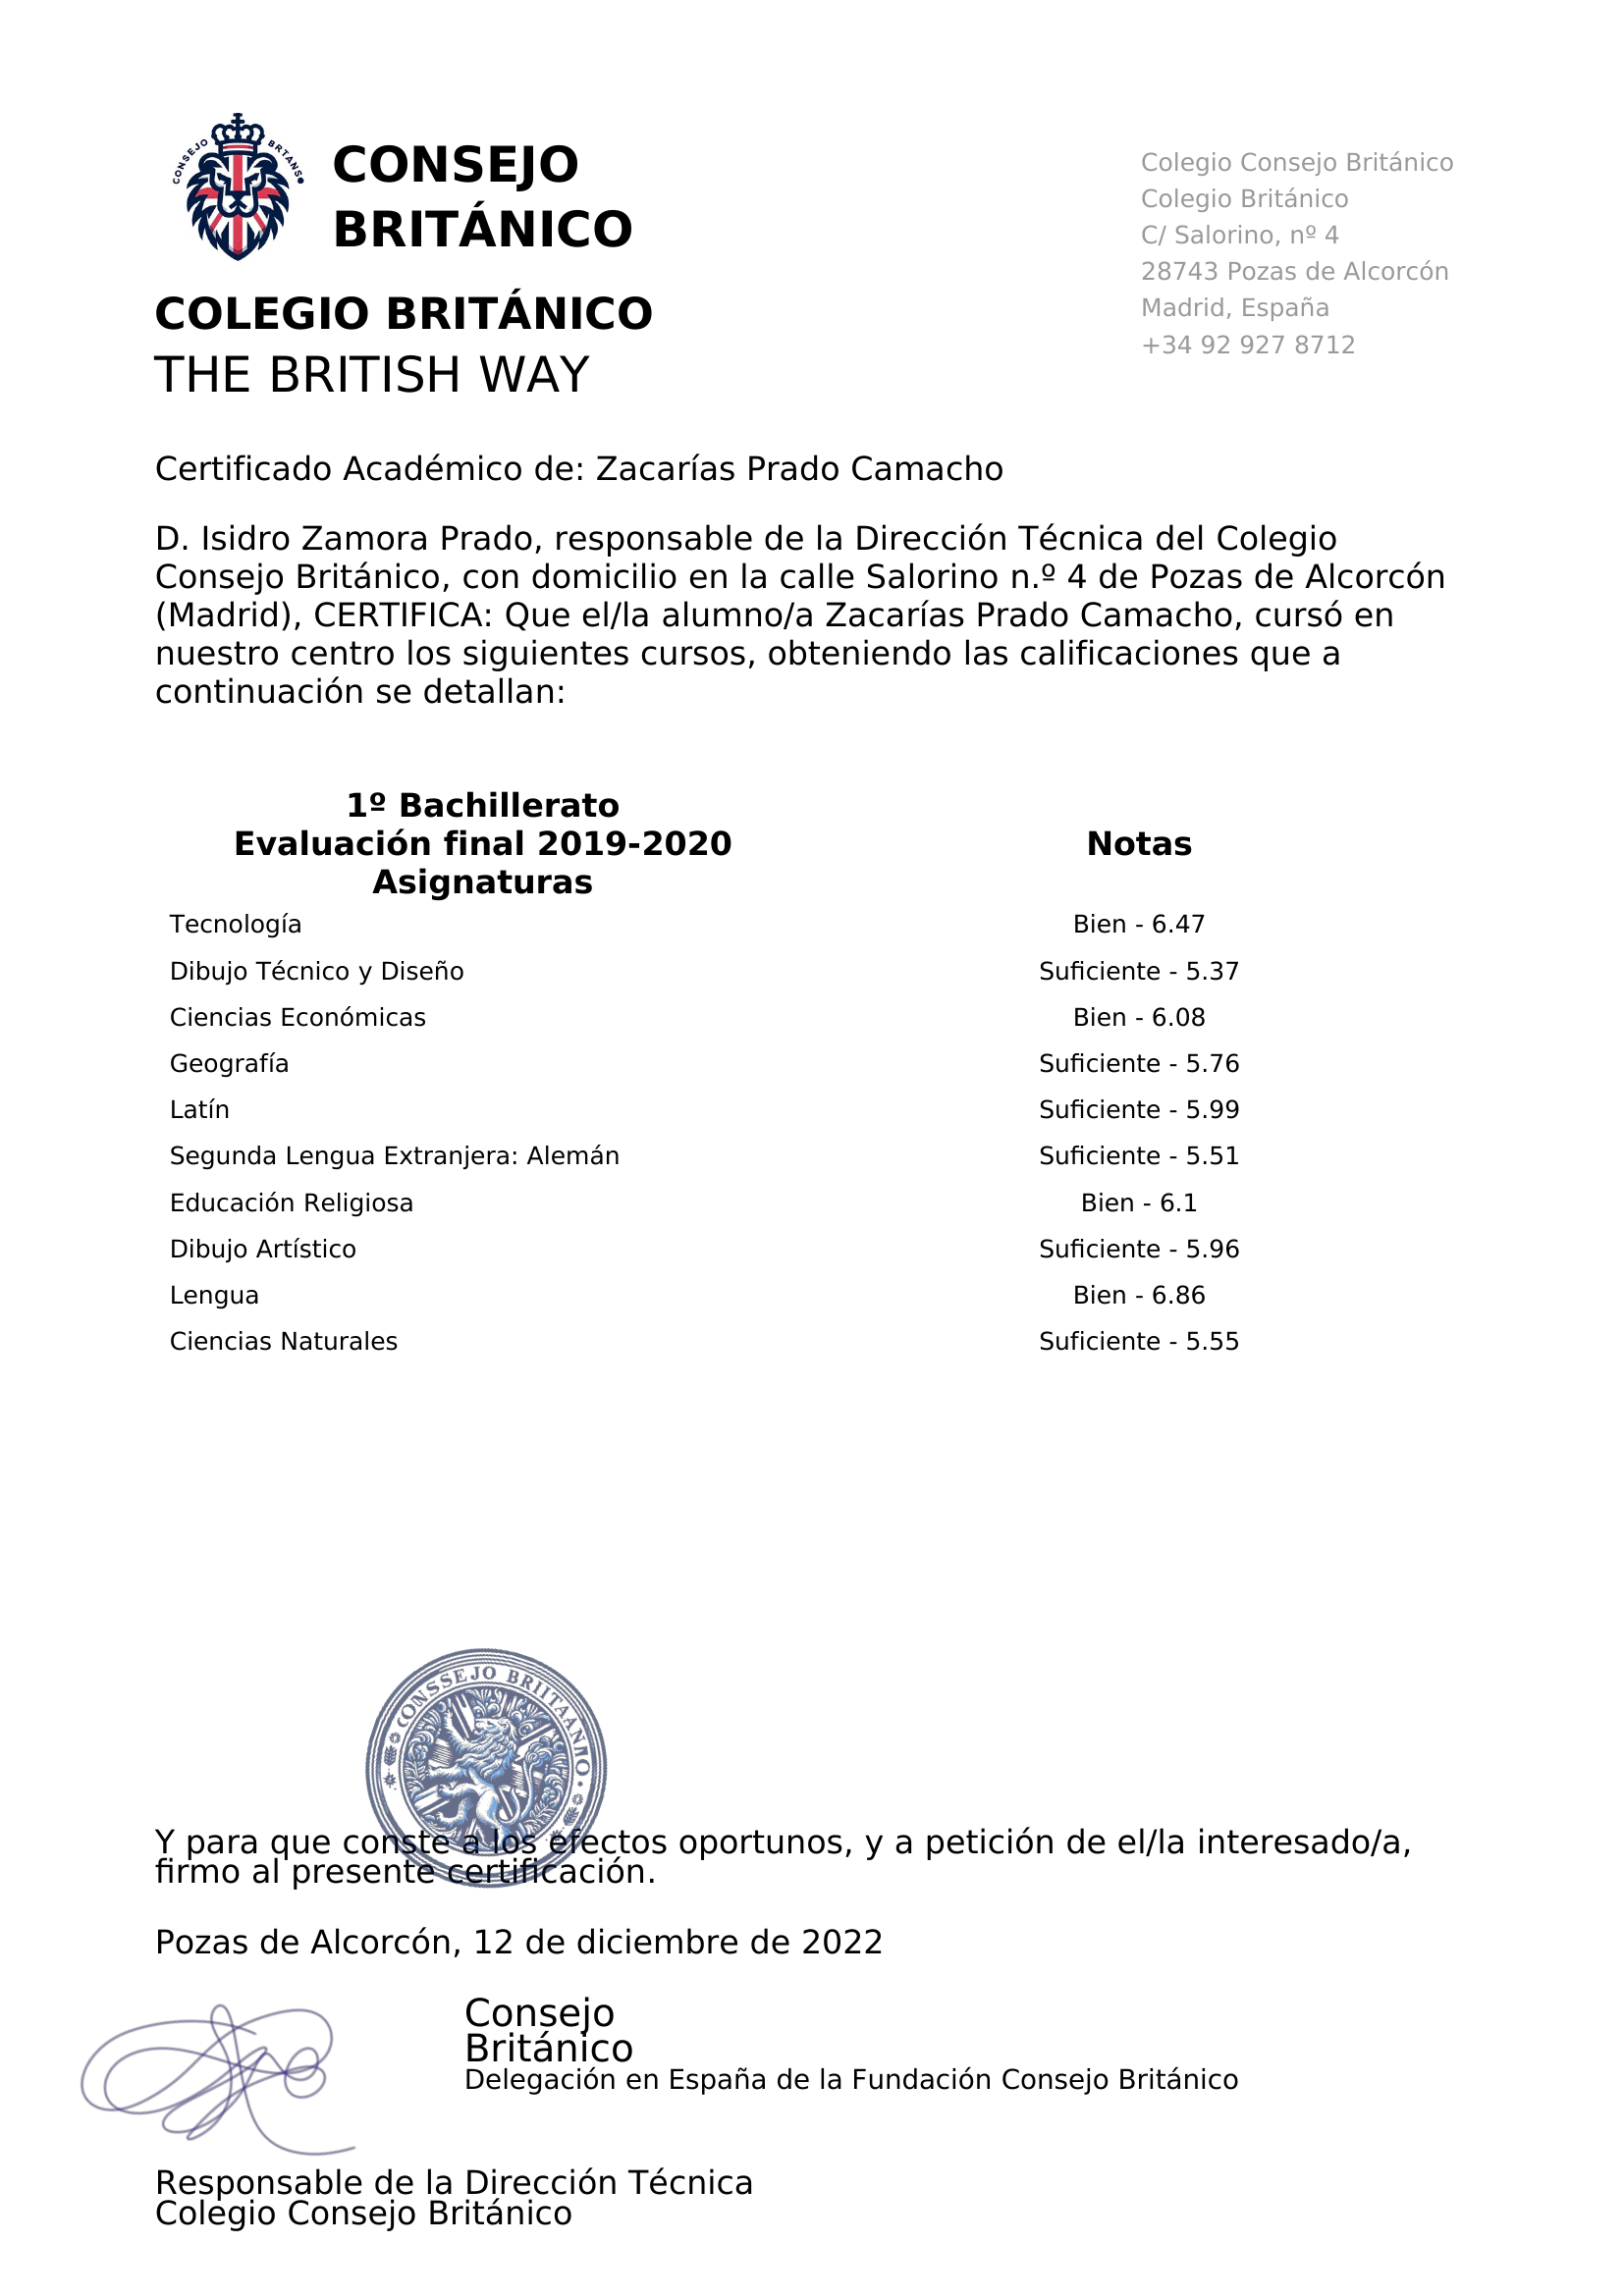 CONSEJO BRTANS
CONSEJO
BRITÁNICO
COLEGIO BRITÁNICO
THE BRITISH WAY
Colegio Consejo Británico
Colegio Británico
C/ Salorino, nº 4
28743 Pozas de Alcorcón
Madrid, España
+34 92 927 8712
Certificado Académico de: Zacarías Prado Camacho
D. Isidro Zamora Prado, responsable de la Dirección Técnica del Colegio
Consejo Británico, con domicilio en la calle Salorino n.º 4 de Pozas de Alcorcón
(Madrid), CERTIFICA: Que el/la alumno/a Zacarías Prado Camacho, cursó en
nuestro centro los siguientes cursos, obteniendo las calificaciones que a
continuación se detallan:
1º Bachillerato
Evaluación final 2019-2020
Asignaturas
Notas
Tecnología Bien - 6.47
Dibujo Técnico y Diseño Suficiente - 5.37
Ciencias Económicas Bien - 6.08
Geografía Suficiente - 5.76
Latín Suficiente - 5.99
Segunda Lengua Extranjera: Alemán Suficiente - 5.51
Educación Religiosa Bien - 6.1
Dibujo Artístico Suficiente - 5.96
Lengua Bien - 6.86
Ciencias Naturales Suficiente - 5.55
CONSSEJO BRIITAANNO
Y para que conste a los efectos oportunos, y a petición de el/la interesado/a,
firmo al presente certificación.
Pozas de Alcorcón, 12 de diciembre de 2022
Consejo
Británico
Delegación en España de la Fundación Consejo Británico
Responsable de la Dirección Técnica
Colegio Consejo Británico